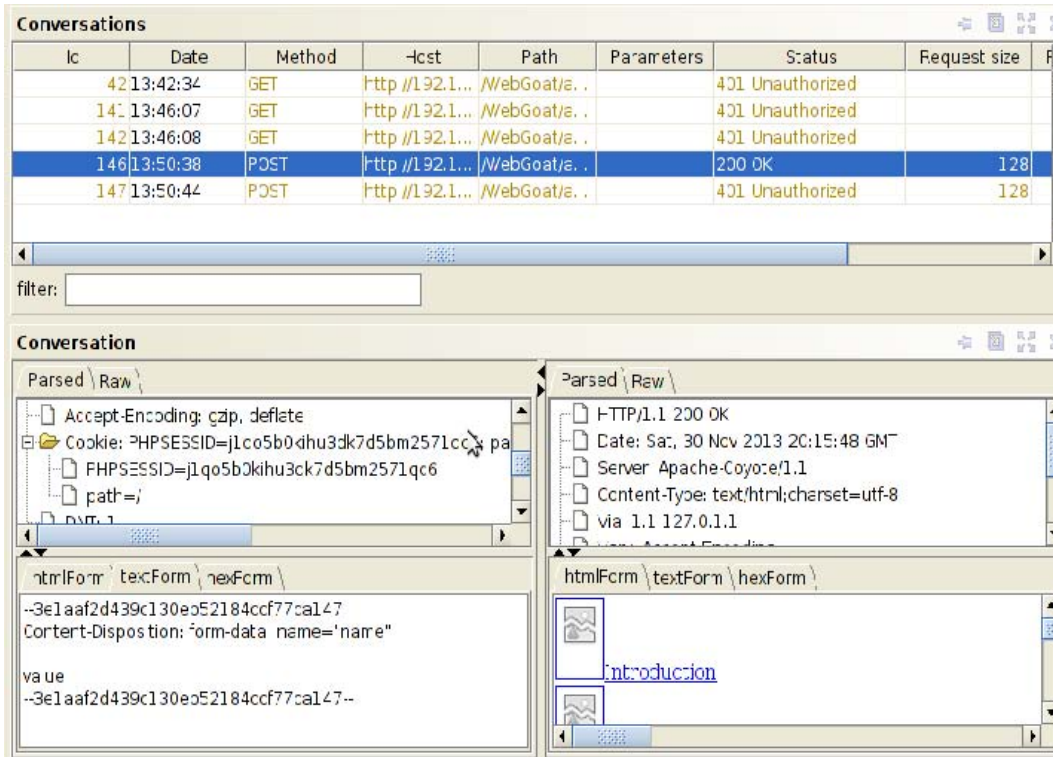 Conversations
Ic Date Method Host Path Parameters Status Request size
42 13:42:34 GET http //192.1... /WebGoat/a.. 401 Unauthorized
141 13:46:07 GET http //192.1... /WebGoat/a.. 401 Unauthorized
142 13:46:08 GET http //192.1... /WebGoat/a.. 401 Unauthorized
146 13:50:38 POST http //192.1... /WebGoat/a.. 200 OK 128
147 13:50:44 POST http //192.1... /WebGoat/a.. 401 Unauthorized 128
filter:
Conversation
Parsed Raw
Accept-Encoding: gzip, deflate
Cookie: pa
path=/
DNT: 1
htmlForm textForm hexForm
Content-Disposition: form-data name="name"
value
Parsed Raw
HTTP/1.1 200 OK
Date: Sat, 30 Nov 2013 20:15:48 GMT
Server Apache-Coyote/1.1
Content-Type: text/html;charset=utf-8
via 1.1 127.0.1.1
htmlForm textForm hexForm
Introduction